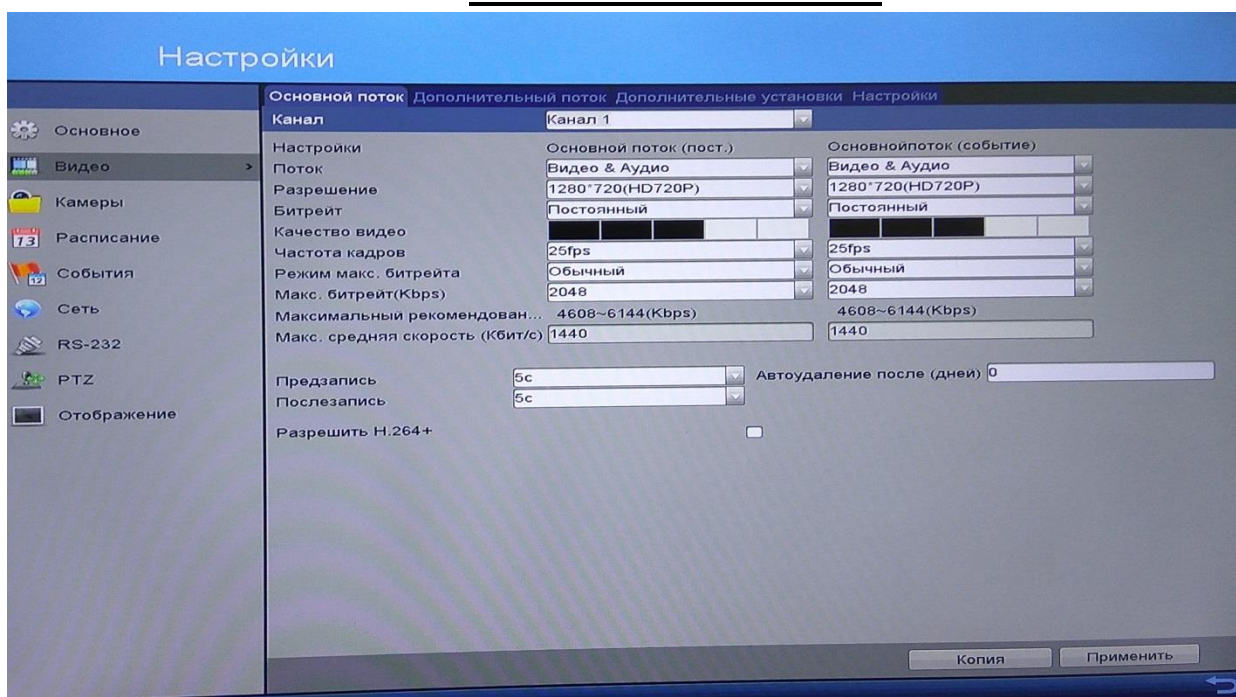 Настройки
Основной поток Дополнительный поток Дополнительные установки Настройки
Канал Канал 1
Основное
Видео >
Камеры
13 Расписание
12 События
Сеть
RS-232
PTZ
Отображение
Настройки Основной поток (пост.) Основнойпоток (событие)
Поток Видео & Аудио Видео & Аудио
Разрешение 1280*720(HD720P) 1280*720(HD720P)
Битрейт Постоянный Постоянный
Качество видео
Частота кадров 25fps 25fps
Режим макс. битрейта Обычный Обычный
Макс. битрейт(Kbps) 2048 2048
Максимальный рекомендован... 4608~6144(Kbps) 4608~6144(Kbps)
Макс. средняя скорость (Кбит/с) 1440 1440
Предзапись 5с Автоудаление после (дней) 0
Послезапись 5с
Разрешить H.264+
Копия Применить